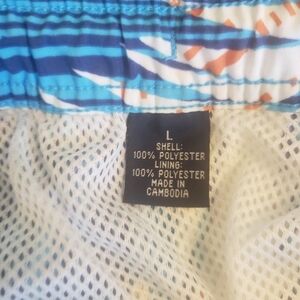 L
SHELL:
100% POLYESTER
LINING:
100% POLYESTER
MADE IN
CAMBODIA